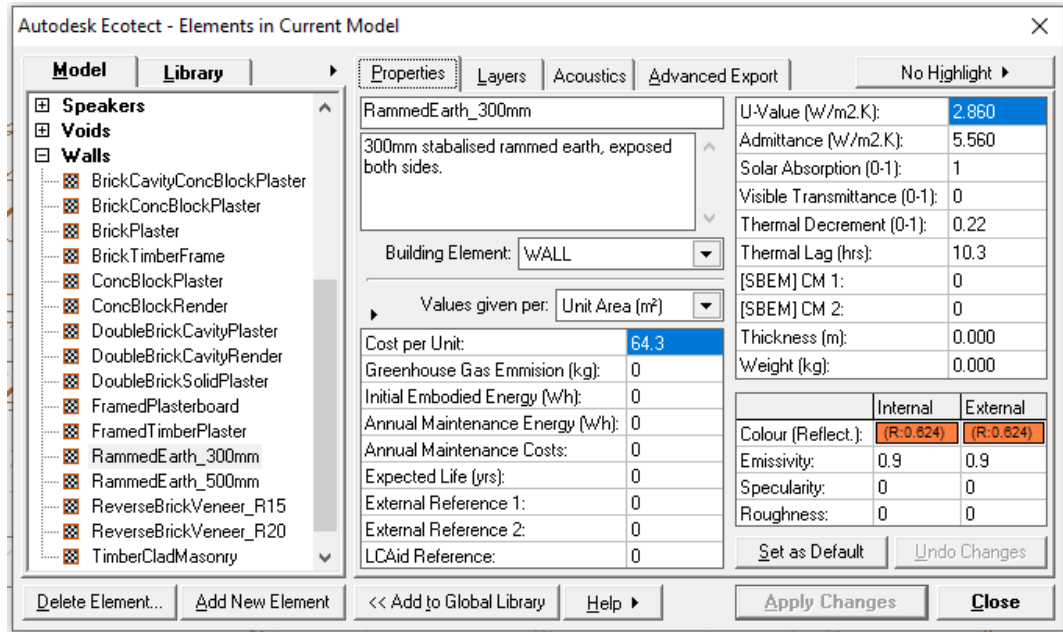 Autodesk Ecotect - Elements in Current Model
Model Library
Speakers
Voids
Walls
BrickCavityConcBlockPlaster
BrickConcBlockPlaster
BrickPlaster
BrickTimberFrame
ConcBlockPlaster
ConcBlockRender
DoubleBrickCavityPlaster
DoubleBrickCavityRender
DoubleBrickSolidPlaster
FramedPlasterboard
FramedTimberPlaster
RammedEarth_300mm
RammedEarth_500mm
ReverseBrickVeneer_R15
ReverseBrickVeneer_R20
TimberCladMasonry
Delete Element... Add New Element
Properties Layers Acoustics Advanced Export
No Highlight
RammedEarth_300mm
300mm stabalised rammed earth, exposed
both sides.
Building Element: WALL
Values given per: Unit Area (m²)
Cost per Unit: 64.3
Greenhouse Gas Emmision (kg): 0
Initial Embodied Energy (Wh): 0
Annual Maintenance Energy (Wh): 0
Annual Maintenance Costs: 0
Expected Life (yrs): 0
External Reference 1: 0
External Reference 2: 0
LCAid Reference: 0
U-Value (W/m2.K): 2.860
Admittance (W/m2.K): 5.560
Solar Absorption (0-1): 1
Visible Transmittance (0-1): 0
Thermal Decrement (0-1): 0.22
Thermal Lag (hrs): 10.3
[SBEM] CM 1: 0
[SBEM] CM 2: 0
Thickness (m): 0.000
Weight (kg): 0.000
Internal External
Colour (Reflect.): (R:0.624) (R:0.624)
Emissivity: 0.9 0.9
Specularity: 0 0
Roughness: 0 0
Set as Default Undo Changes
<< Add to Global Library Help Apply Changes Close